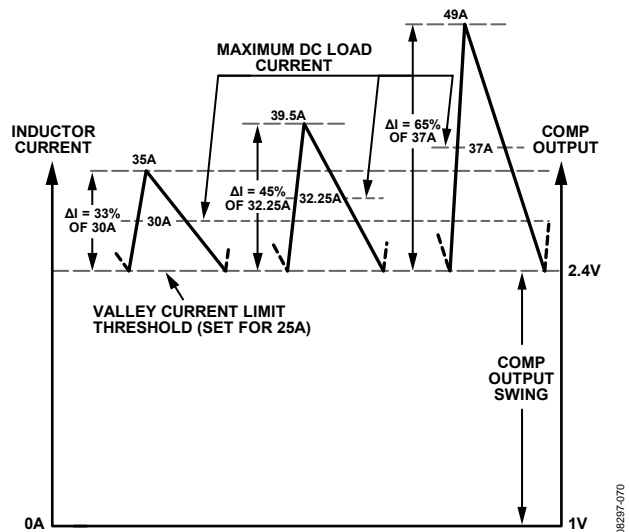 49A
MAXIMUM DC LOAD
CURRENT
39.5A
ΔI = 65%
OF 37A
INDUCTOR
CURRENT
COMP
OUTPUT
35A
37A
ΔI = 45%
OF 32.25A
32.25A
ΔI = 33%
OF 30A
30A
2.4V
VALLEY CURRENT LIMIT
THRESHOLD (SET FOR 25A)
COMP
OUTPUT
SWING
0A
1V
08297-070